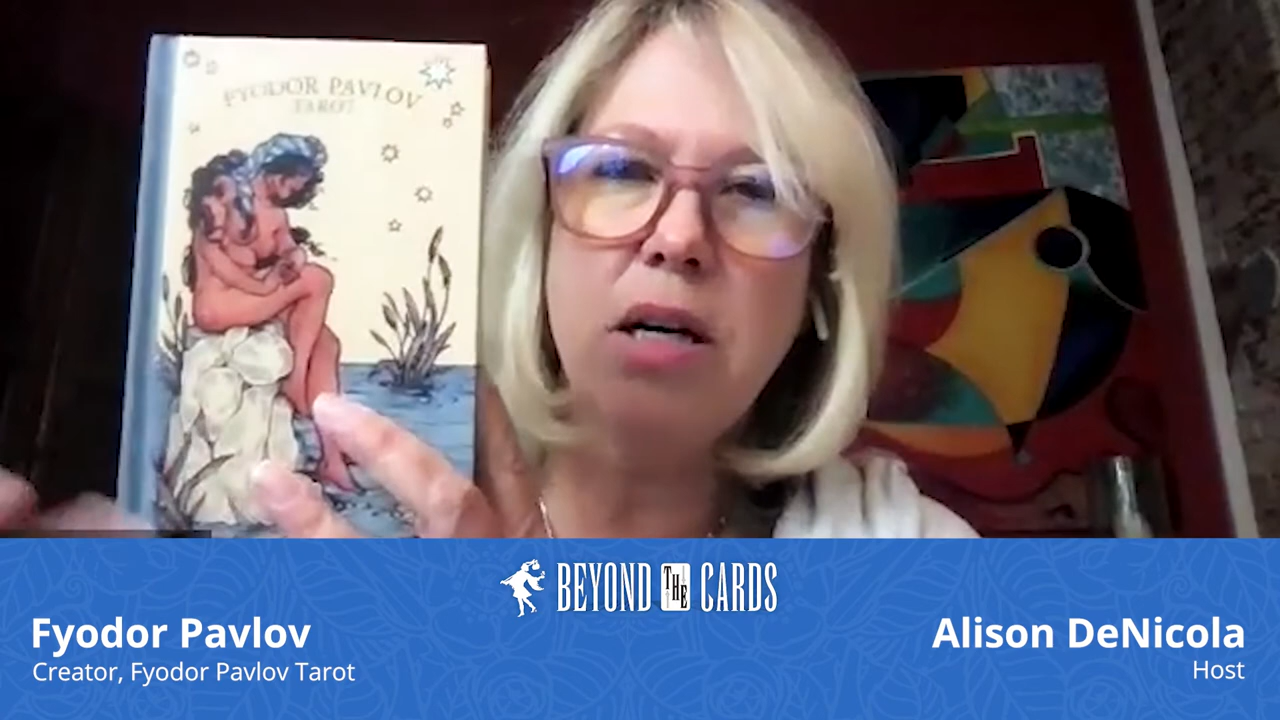 FYODOR PAVLOV
TAROT
BEYOND THE CARDS
Fyodor Pavlov
Creator, Fyodor Pavlov Tarot
Alison DeNicola
Host